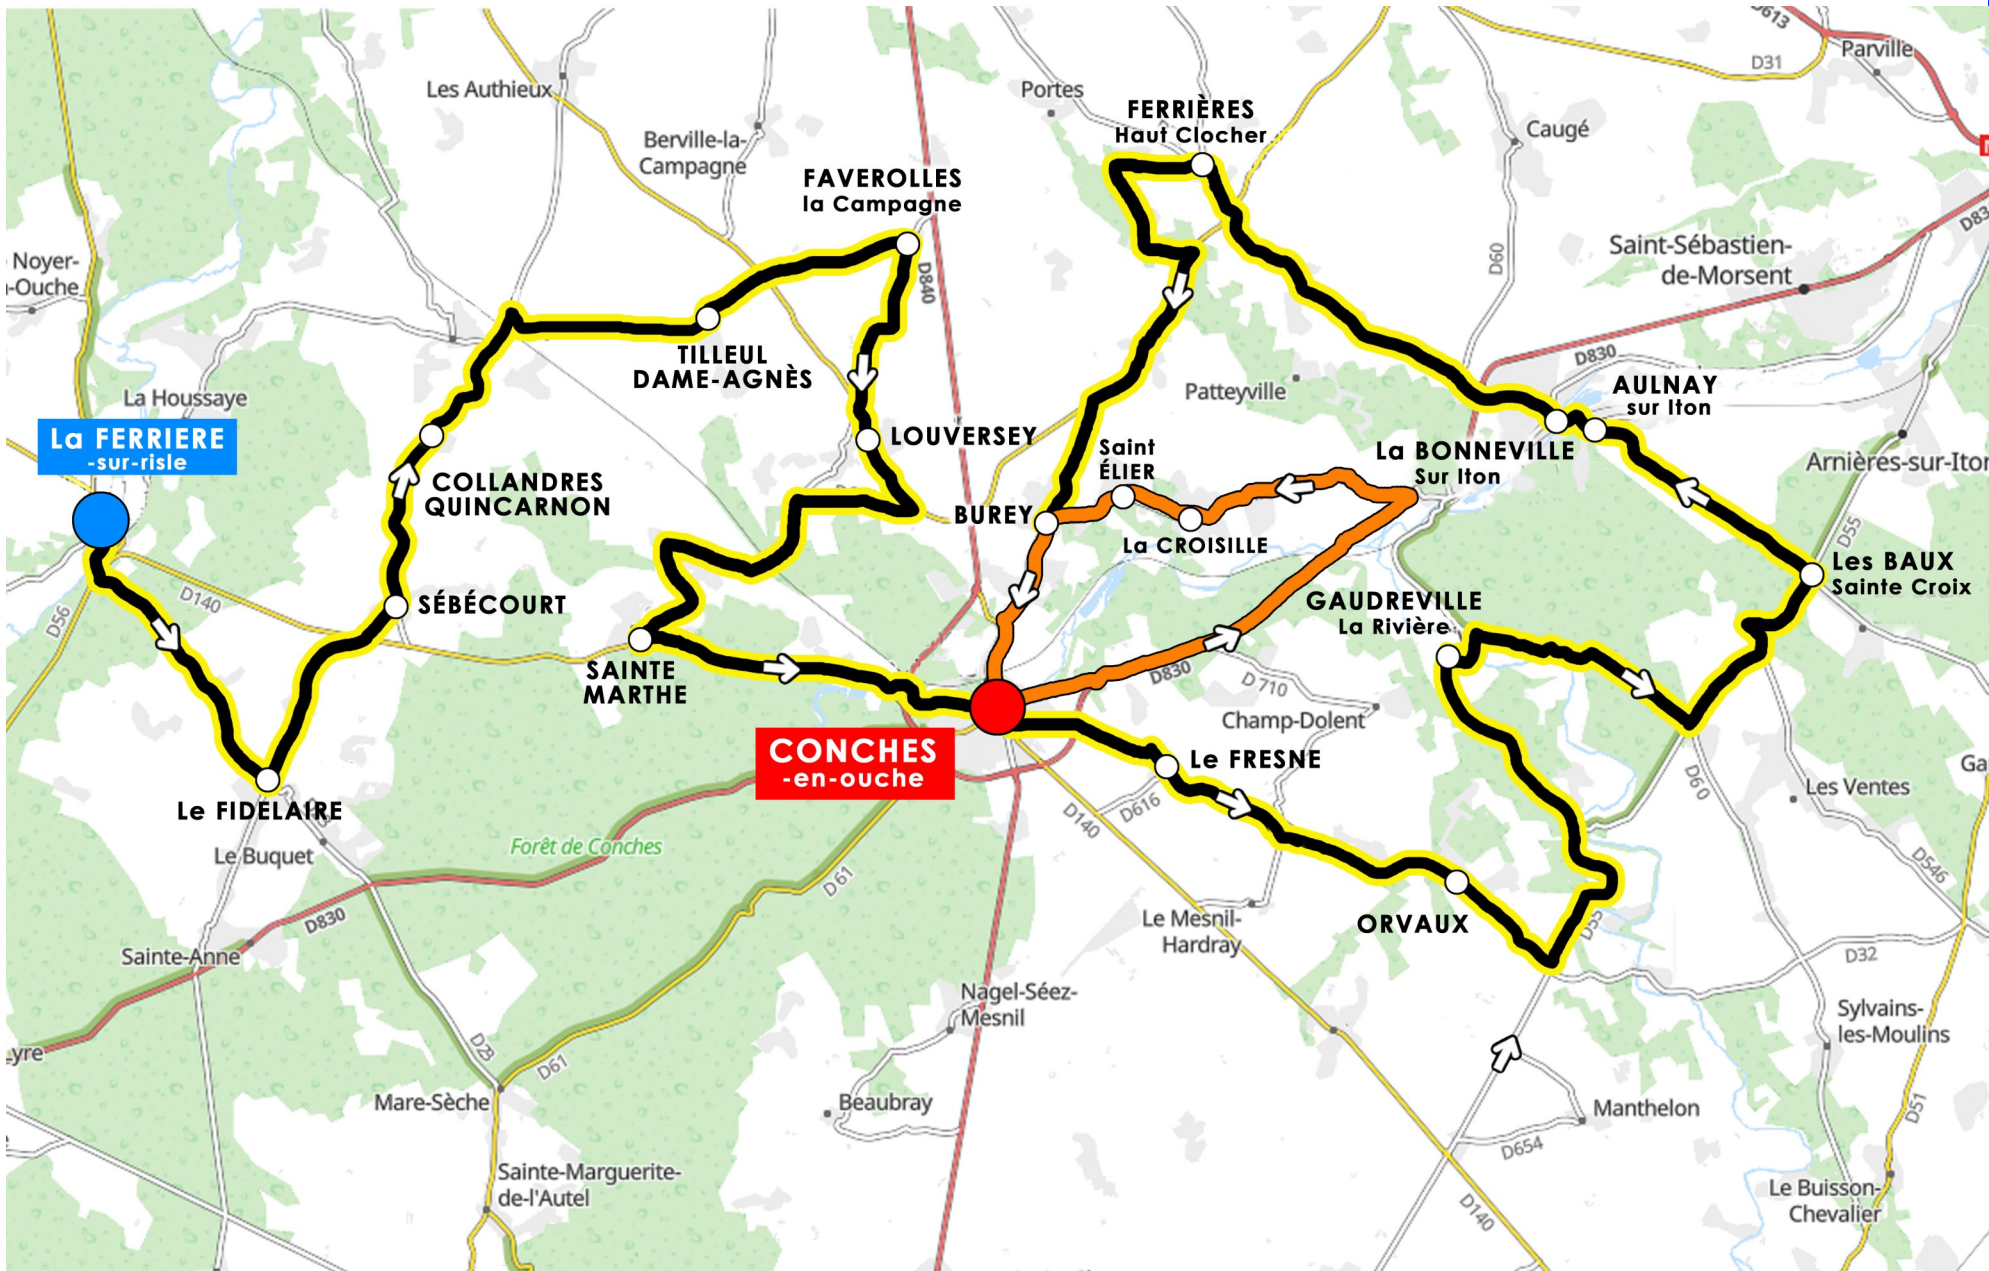 D613
Parville
D31
Les Authieux
Portes
FERRIÈRES
Haut Clocher
Caugé
Berville-la-
Campagne
FAVEROLLES
la Campagne
D60
Saint-Sébastien-
de-Morsent
Noyer-
-Ouche
D840
TILLEUL
DAME-AGNÈS
D830
La Houssaye
Patteyville
AULNAY
sur Iton
La FERRIERE
-sur-risle
LOUVERSEY
Saint
ÉLIER
La BONNEVILLE
Sur Iton
Arnières-sur-Iton
COLLANDRES
QUINCARNON
BUREY
La CROISILLE
D55
Les BAUX
Sainte Croix
D56
D140
SÉBÉCOURT
GAUDREVILLE
La Rivière
SAINTE
MARTHE
D830
D710
Champ-Dolent
CONCHES
-en-ouche
Le FRESNE
D60
Les Ventes
Ga
Le FIDELAIRE
D140
D616
Le Buquet
Forêt de Conches
D61
D546
D830
Le Mesnil-
Hardray
ORVAUX
D55
D32
Sainte-Anne
Nagel-Séez-
Mesnil
Sylvains-
les-Moulins
Lyre
D23
D61
Mare-Sèche
Beaubray
Manthelon
D51
D654
Sainte-Marguerite-
de-l'Autel
D140
Le Buisson-
Chevalier